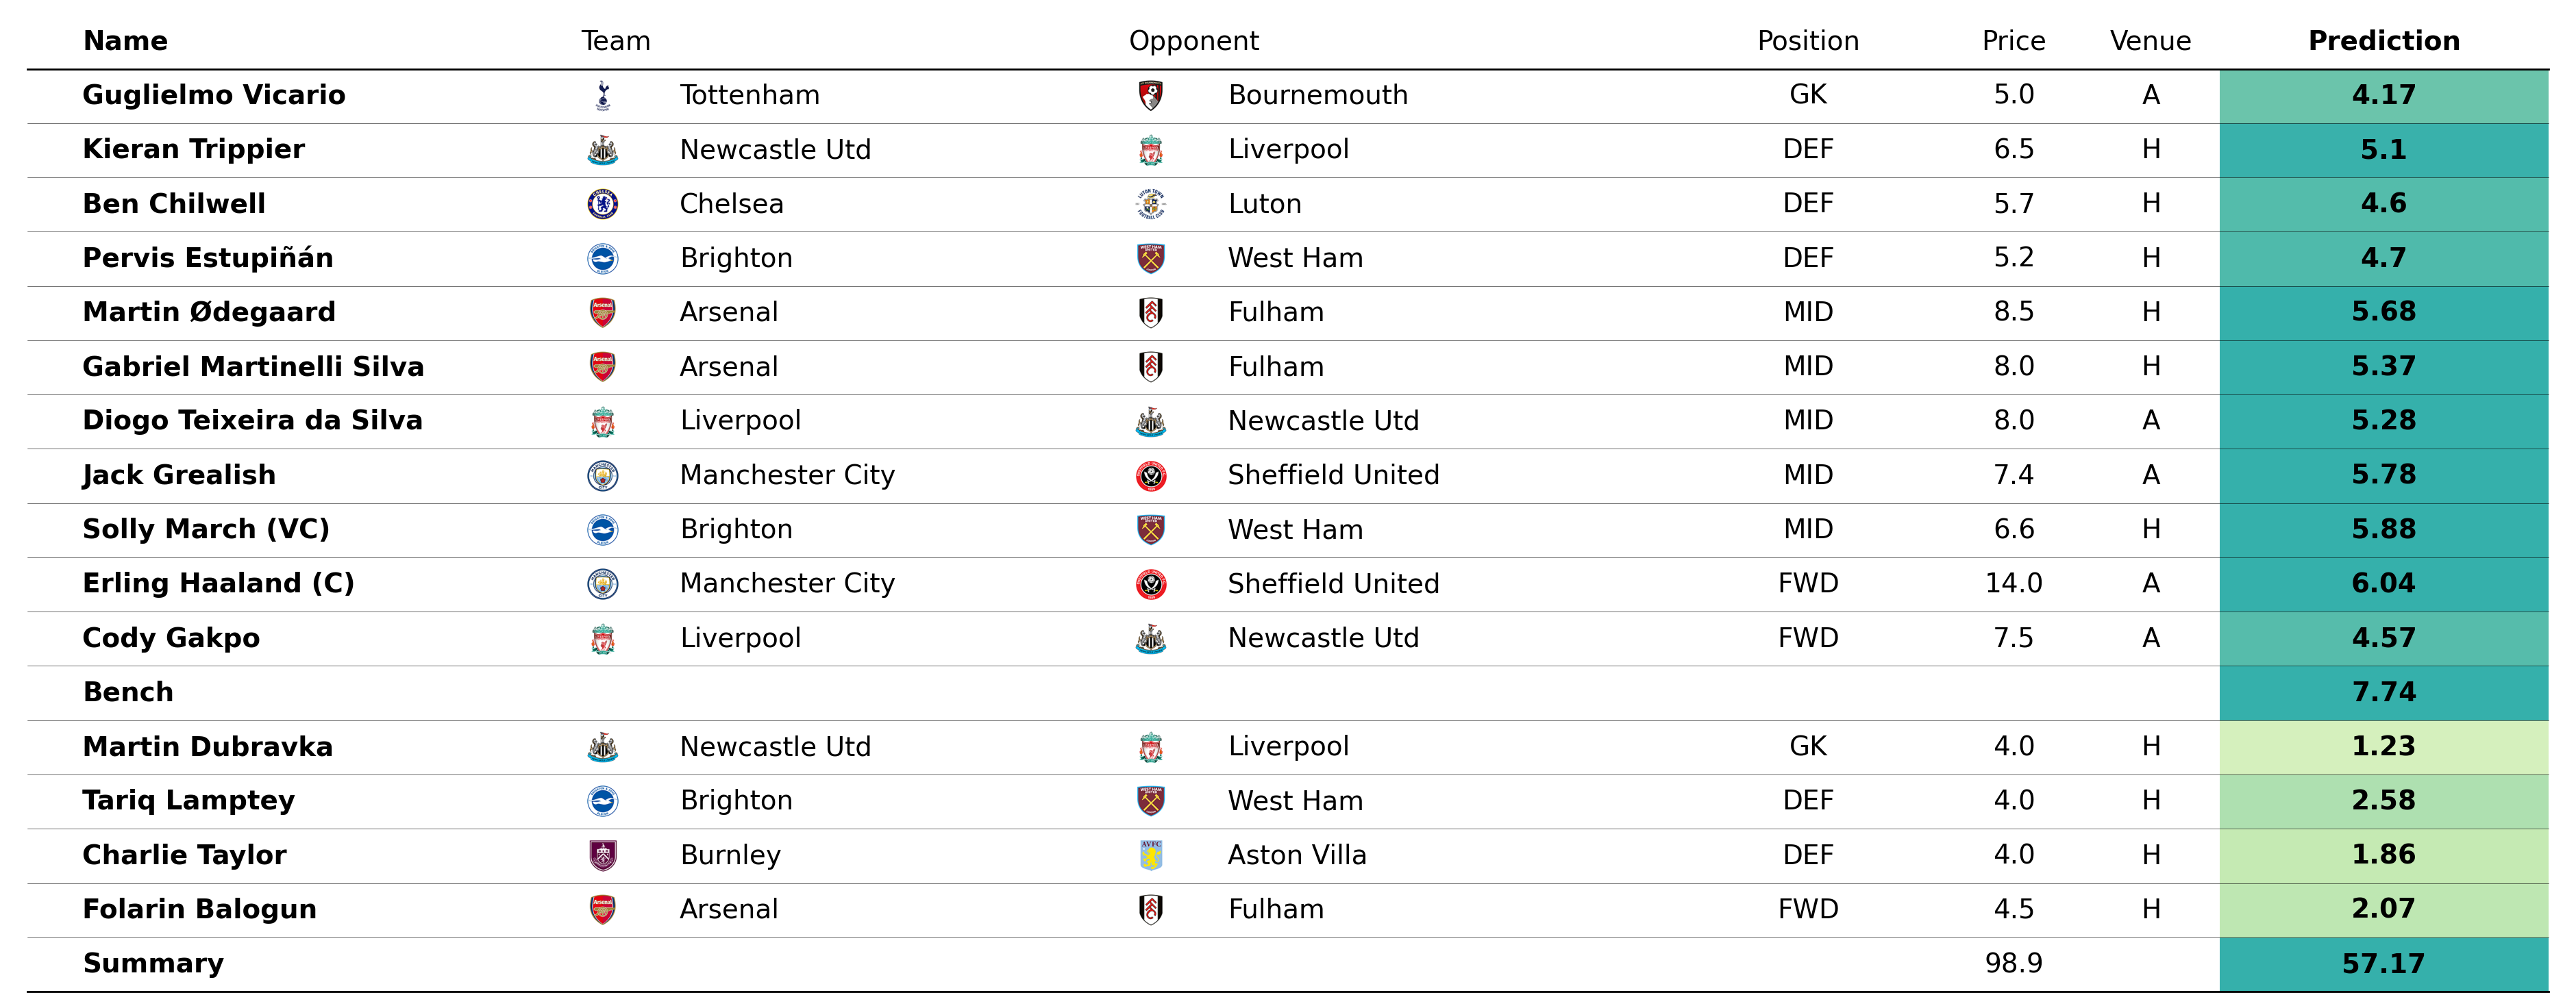 Name Team Opponent Position Price Venue Prediction
Guglielmo Vicario Tottenham Bournemouth GK 5.0 A 4.17
Kieran Trippier Newcastle Utd Liverpool DEF 6.5 H 5.1
Ben Chilwell Chelsea Luton DEF 5.7 H 4.6
Pervis Estupiñán Brighton West Ham DEF 5.2 H 4.7
Martin Ødegaard Arsenal Fulham MID 8.5 H 5.68
Gabriel Martinelli Silva Arsenal Fulham MID 8.0 H 5.37
Diogo Teixeira da Silva Liverpool Newcastle Utd MID 8.0 A 5.28
Jack Grealish Manchester City Sheffield United MID 7.4 A 5.78
Solly March (VC) Brighton West Ham MID 6.6 H 5.88
Erling Haaland (C) Manchester City Sheffield United FWD 14.0 A 6.04
Cody Gakpo Liverpool Newcastle Utd FWD 7.5 A 4.57
Bench 7.74
Martin Dubravka Newcastle Utd Liverpool GK 4.0 H 1.23
Tariq Lamptey Brighton West Ham DEF 4.0 H 2.58
Charlie Taylor Burnley Aston Villa DEF 4.0 H 1.86
Folarin Balogun Arsenal Fulham FWD 4.5 H 2.07
Summary 98.9 57.17